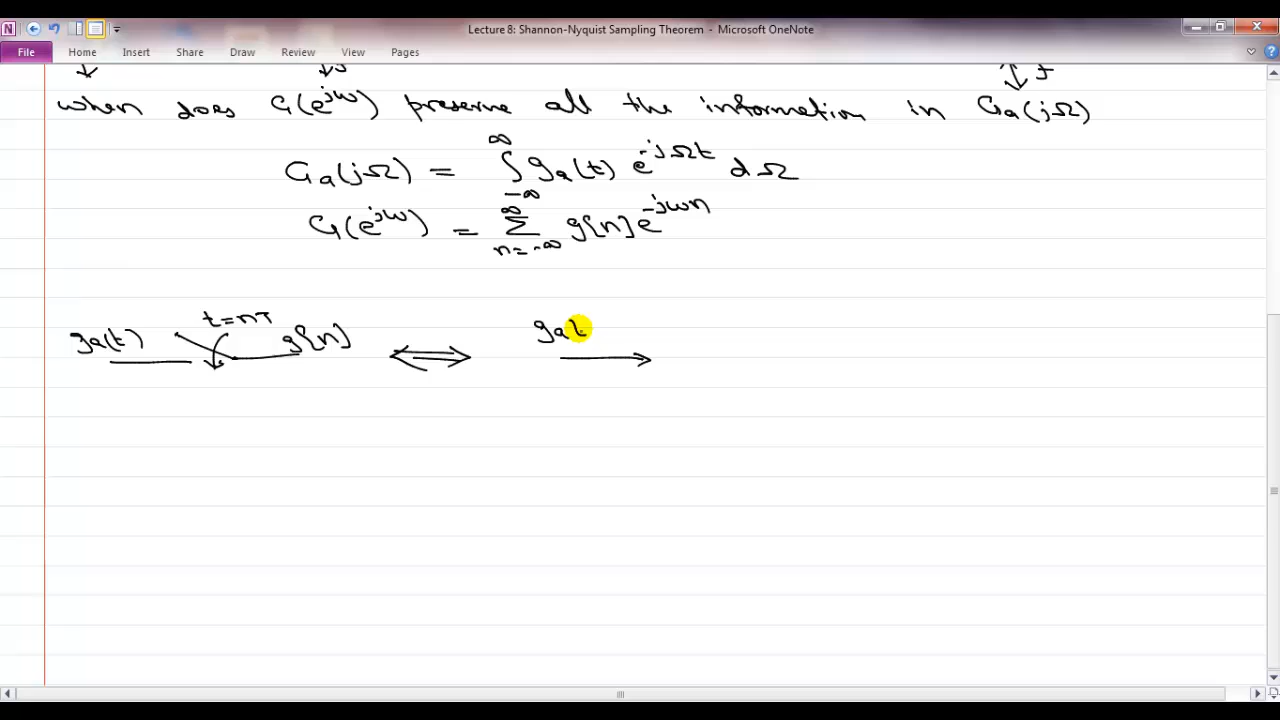 Lecture 8: Shannon-Nyquist Sampling Theorem - Microsoft OneNote
File Home Insert Share Draw Review View Pages
f
when does G(e^{jω}) preserve all the information in Ga(jΩ)
Ga(jΩ) = ∫_{-∞}^{∞} ga(t) e^{-jΩt} dΩ
G(e^{jω}) = ∑_{n=-∞}^{∞} g[n] e^{-jωn}
t=nT
ga(t) g[n] ⟺ ga(t